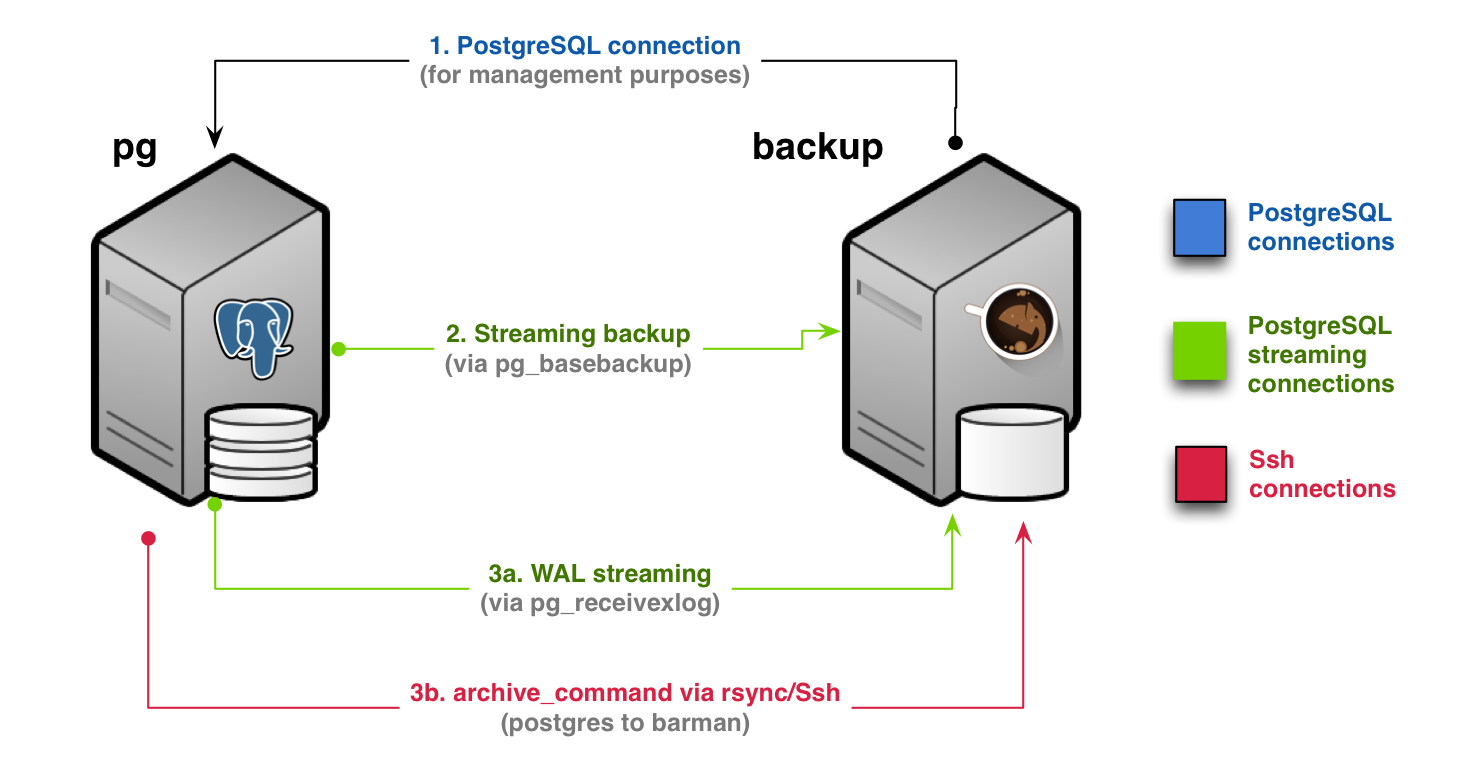 1. PostgreSQL connection
(for management purposes)
pg
backup
PostgreSQL
connections
2. Streaming backup
(via pg_basebackup)
PostgreSQL
streaming
connections
Ssh
connections
3a. WAL streaming
(via pg_receivexlog)
3b. archive_command via rsync/Ssh
(postgres to barman)